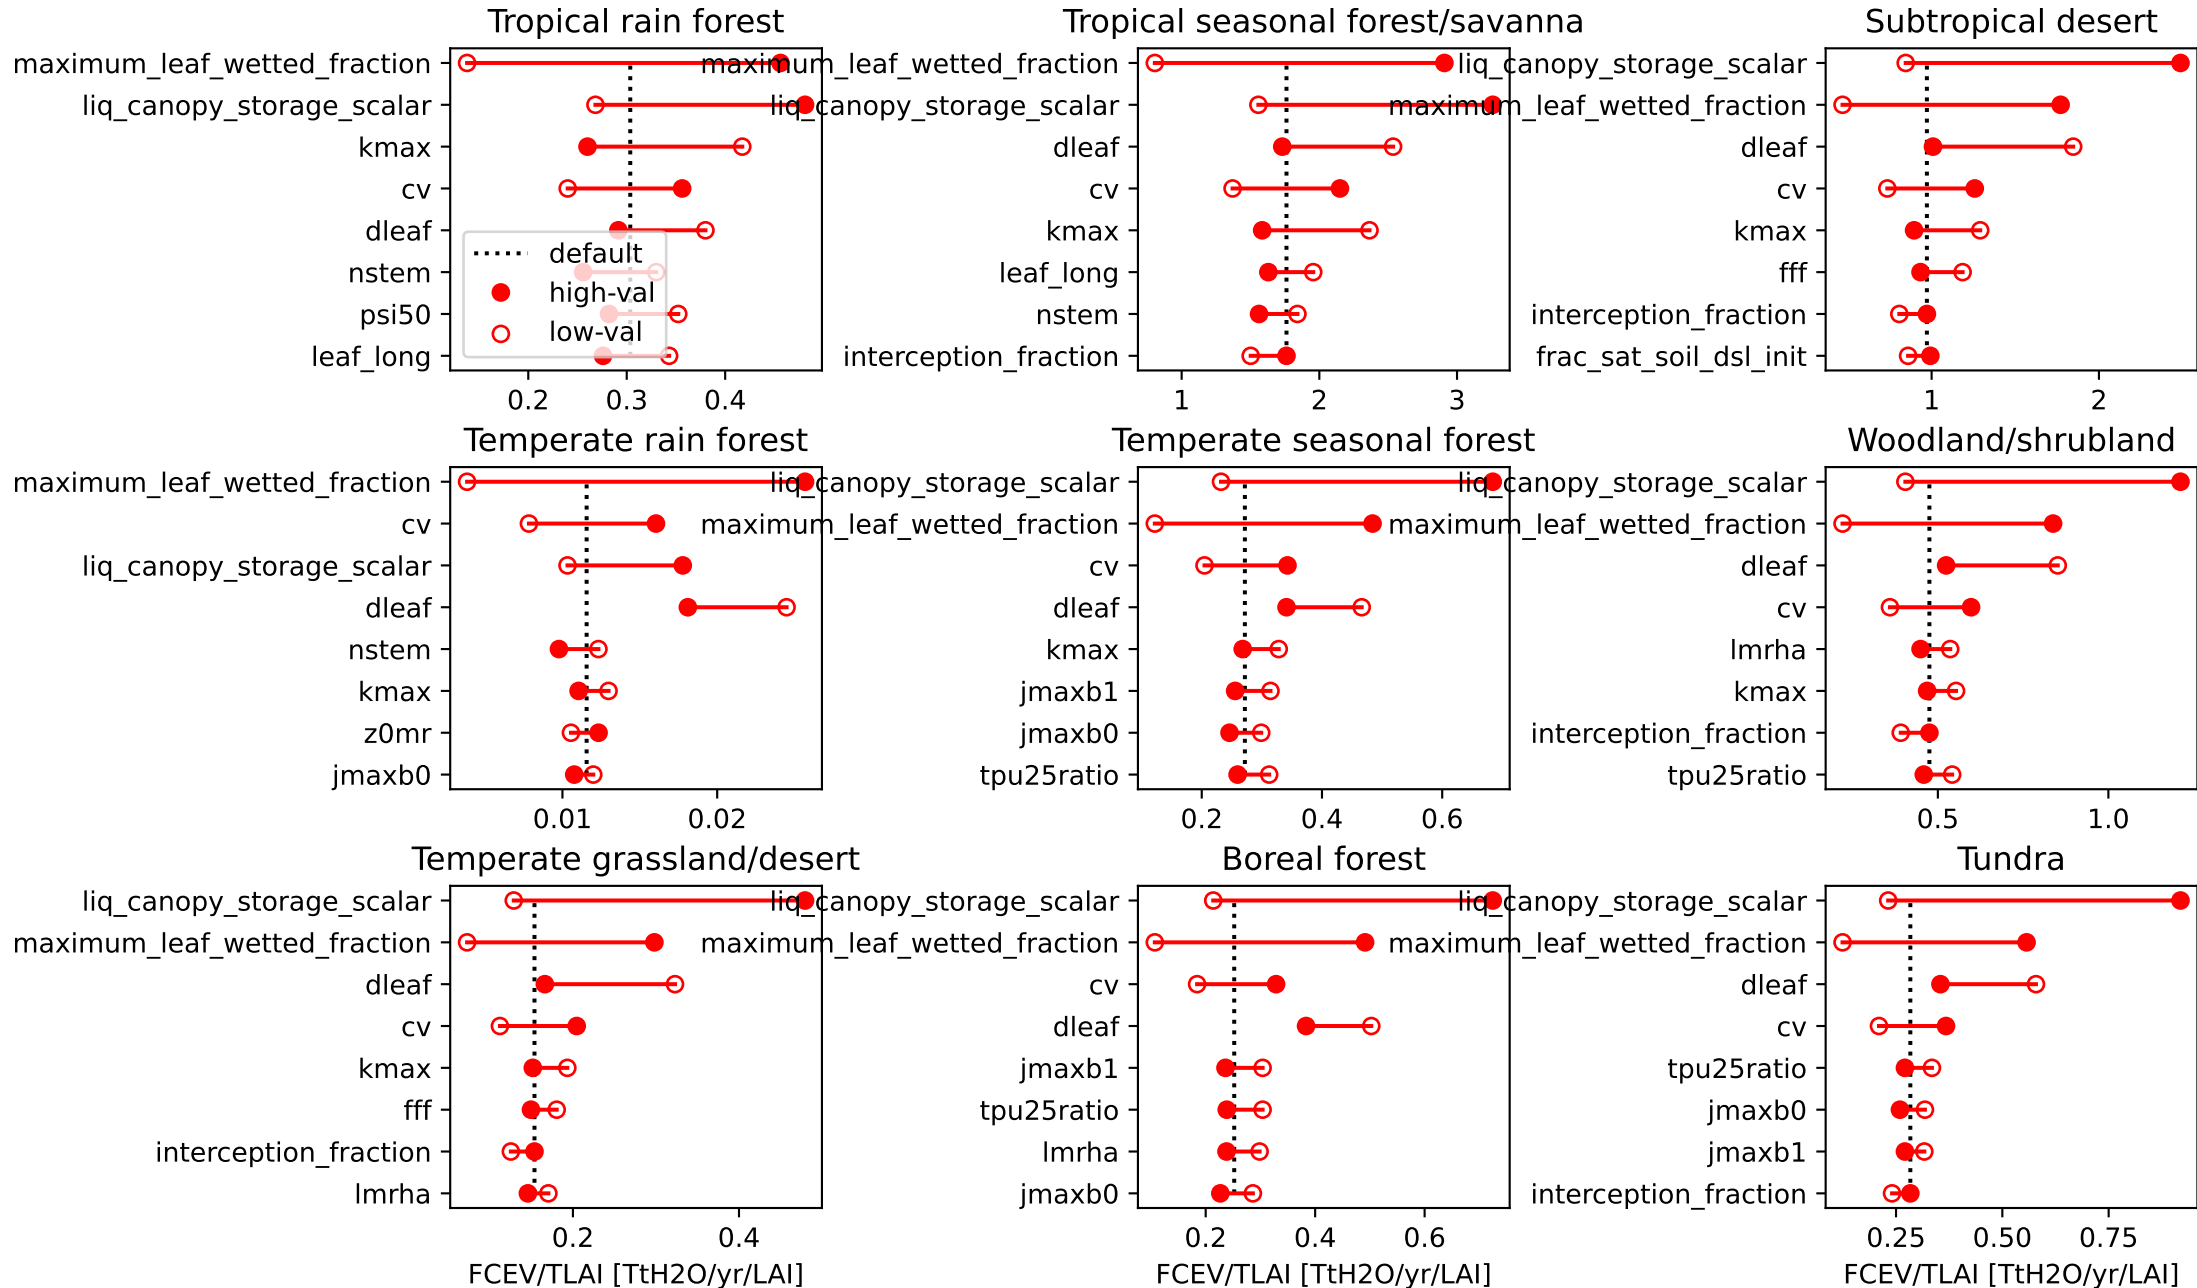 Tropical rain forest
maximum_leaf_wetted_fraction
liq_canopy_storage_scalar
kmax
cv
dleaf
nstem
psi50
leaf_long
default
high-val
low-val
0.2 0.3 0.4
Tropical seasonal forest/savanna
maximum_leaf_wetted_fraction
liq_canopy_storage_scalar
dleaf
cv
kmax
leaf_long
nstem
interception_fraction
1 2 3
Subtropical desert
liq_canopy_storage_scalar
maximum_leaf_wetted_fraction
dleaf
cv
kmax
fff
interception_fraction
frac_sat_soil_dsl_init
1 2
Temperate rain forest
maximum_leaf_wetted_fraction
cv
liq_canopy_storage_scalar
dleaf
nstem
kmax
z0mr
jmaxb0
0.01 0.02
Temperate seasonal forest
liq_canopy_storage_scalar
maximum_leaf_wetted_fraction
cv
dleaf
kmax
jmaxb1
jmaxb0
tpu25ratio
0.2 0.4 0.6
Woodland/shrubland
liq_canopy_storage_scalar
maximum_leaf_wetted_fraction
dleaf
cv
lmrha
kmax
interception_fraction
tpu25ratio
0.5 1.0
Temperate grassland/desert
liq_canopy_storage_scalar
maximum_leaf_wetted_fraction
dleaf
cv
kmax
fff
interception_fraction
lmrha
0.2 0.4
FCEV/TLAI [TtH2O/yr/LAI]
Boreal forest
liq_canopy_storage_scalar
maximum_leaf_wetted_fraction
cv
dleaf
jmaxb1
tpu25ratio
lmrha
jmaxb0
0.2 0.4 0.6
FCEV/TLAI [TtH2O/yr/LAI]
Tundra
liq_canopy_storage_scalar
maximum_leaf_wetted_fraction
dleaf
cv
tpu25ratio
jmaxb0
jmaxb1
interception_fraction
0.25 0.50 0.75
FCEV/TLAI [TtH2O/yr/LAI]